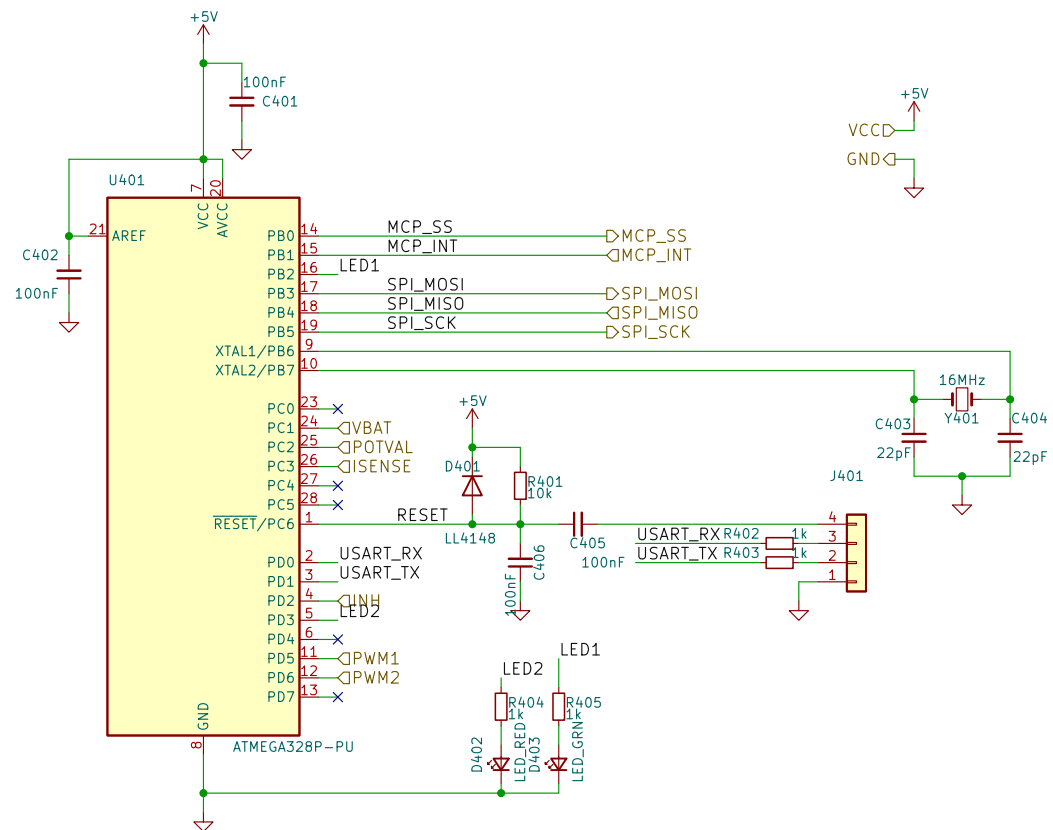 +5V
100nF
C401
+5V
VCC
GND
U401
7
20
VCC
AVCC
21
AREF
C402
100nF
PB0 14 MCP_SS MCP_SS
PB1 15 MCP_INT MCP_INT
PB2 16 LED1
PB3 17 SPI_MOSI SPI_MOSI
PB4 18 SPI_MISO SPI_MISO
PB5 19 SPI_SCK SPI_SCK
XTAL1/PB6 9
XTAL2/PB7 10
16MHz
Y401
C403
22pF
C404
22pF
PC0 23
PC1 24 VBAT
PC2 25 POTVAL
PC3 26 ISENSE
PC4 27
PC5 28
RESET/PC6 1 RESET
+5V
D401
LL4148
R401
10k
C405
100nF
C406
100nF
J401
4
3
2
1
USART_RX R402 1k
USART_TX R403 1k
PD0 2 USART_RX
PD1 3 USART_TX
PD2 4 INH
PD3 5 LED2
PD4 6
PD5 11 PWM1
PD6 12 PWM2
PD7 13
GND
8
ATMEGA328P-PU
LED2
LED1
R404
1k
R405
1k
D402
LED_RED
D403
LED_GRN